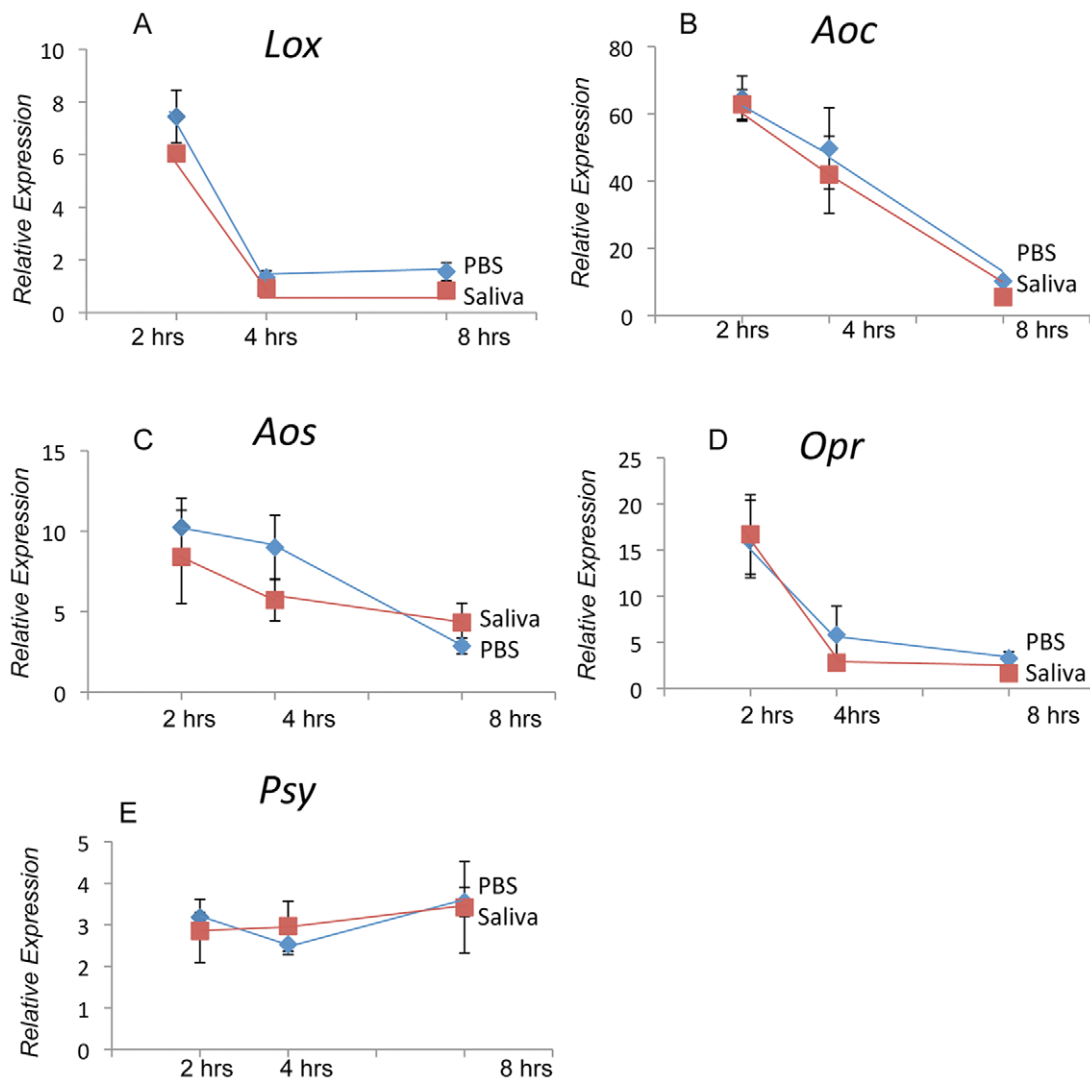 A
Lox
Relative Expression
10
8
6
4
2
0
PBS
Saliva
2 hrs 4 hrs 8 hrs
B
Aoc
Relative Expression
80
60
40
20
0
PBS
Saliva
2 hrs 4 hrs 8 hrs
C
Aos
Relative Expression
15
10
5
0
Saliva
PBS
2 hrs 4 hrs 8 hrs
D
Opr
Relative Expression
25
20
15
10
5
0
PBS
Saliva
2 hrs 4hrs 8 hrs
E
Psy
Relative Expression
5
4
3
2
1
0
PBS
Saliva
2 hrs 4 hrs 8 hrs